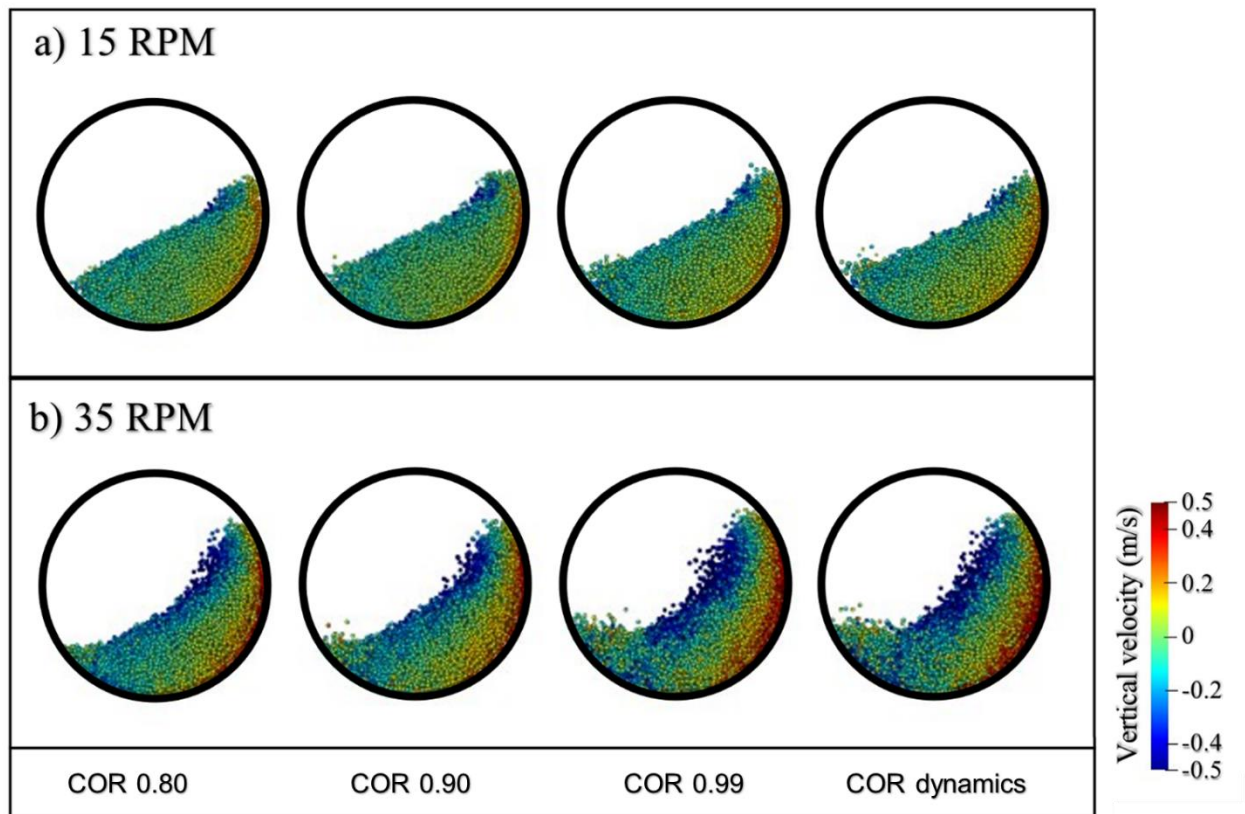 a) 15 RPM
b) 35 RPM
COR 0.80
COR 0.90
COR 0.99
COR dynamics
Vertical velocity (m/s)
0.5
0.4
0.2
0
-0.2
-0.4
-0.5